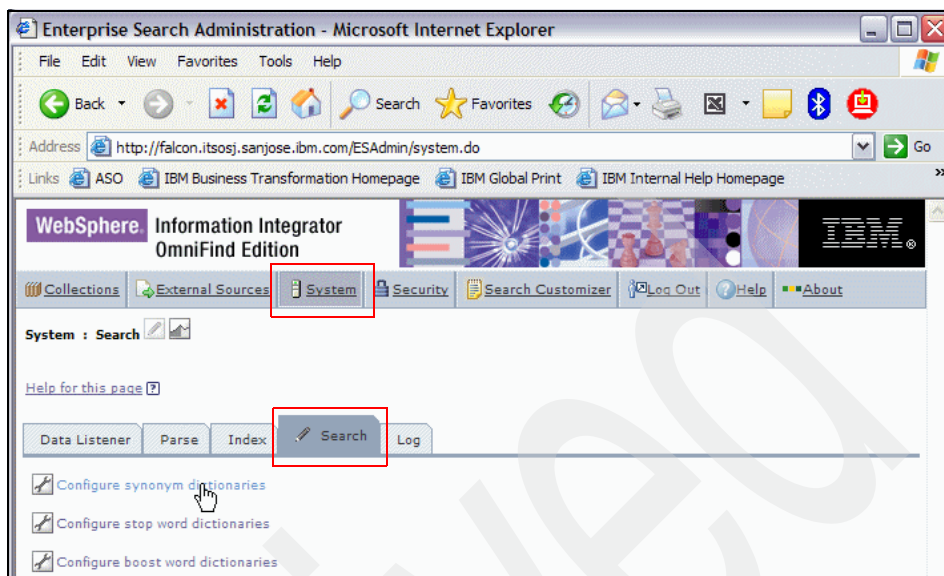 Enterprise Search Administration - Microsoft Internet Explorer
File Edit View Favorites Tools Help
Back Search Favorites
Address http://falcon.itsosj.sanjose.ibm.com/ESAdmin/system.do Go
Links ASO IBM Business Transformation Homepage IBM Global Print IBM Internal Help Homepage »
WebSphere. Information Integrator
OmniFind Edition
IBM®
Collections External Sources System Security Search Customizer Log Out Help About
System : Search
Help for this page ?
Data Listener Parse Index Search Log
Configure synonym dictionaries
Configure stop word dictionaries
Configure boost word dictionaries